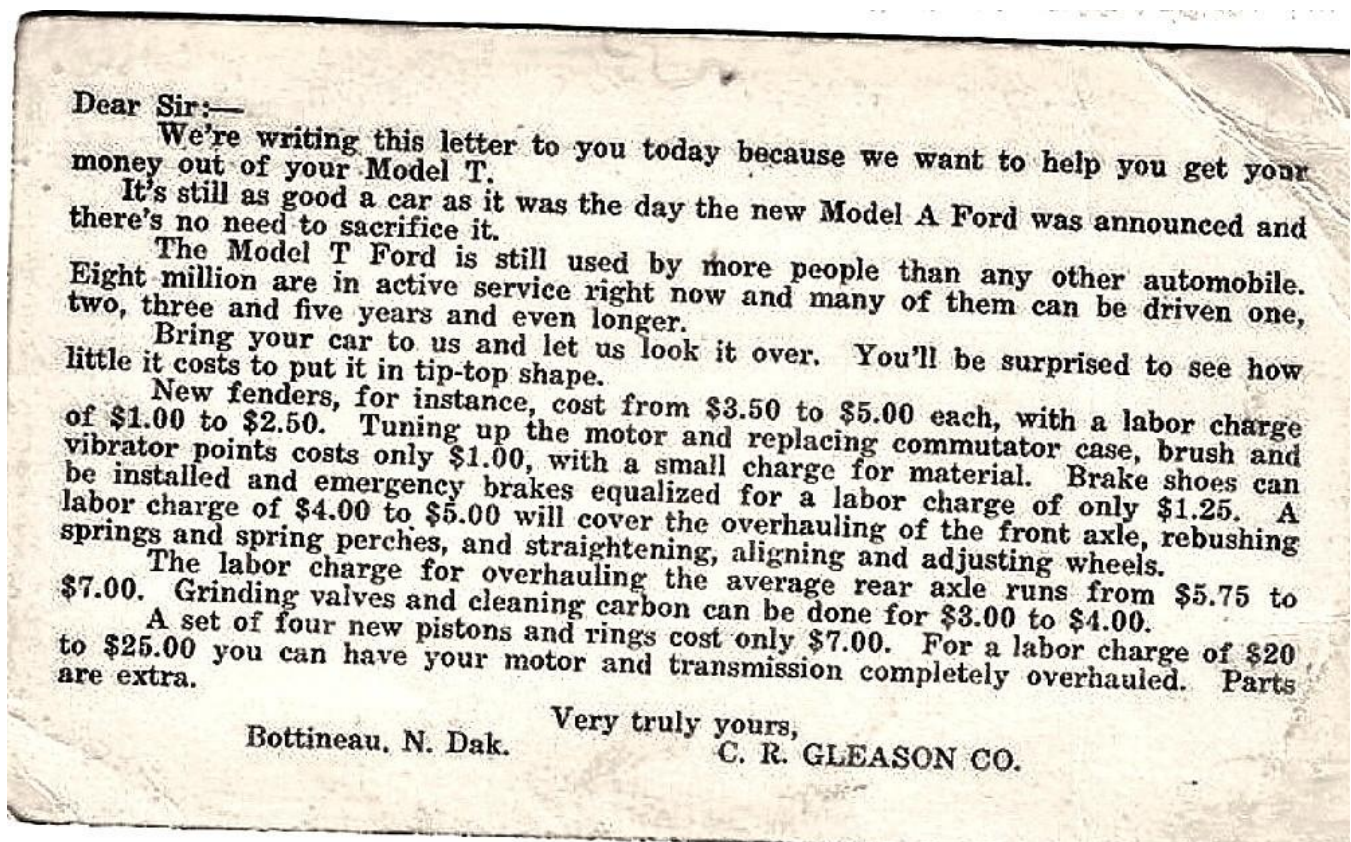 Dear Sir:—
We're writing this letter to you today because we want to help you get your
money out of your Model T.
It's still as good a car as it was the day the new Model A Ford was announced and
there's no need to sacrifice it.
The Model T Ford is still used by more people than any other automobile.
Eight million are in active service right now and many of them can be driven one,
two, three and five years and even longer.
Bring your car to us and let us look it over. You'll be surprised to see how
little it costs to put it in tip-top shape.
New fenders, for instance, cost from $3.50 to $5.00 each, with a labor charge
of $1.00 to $2.50. Tuning up the motor and replacing commutator case, brush and
vibrator points costs only $1.00, with a small charge for material. Brake shoes can
be installed and emergency brakes equalized for a labor charge of only $1.25. A
labor charge of $4.00 to $5.00 will cover the overhauling of the front axle, rebushing
springs and spring perches, and straightening, aligning and adjusting wheels.
The labor charge for overhauling the average rear axle runs from $5.75 to
$7.00. Grinding valves and cleaning carbon can be done for $3.00 to $4.00.
A set of four new pistons and rings cost only $7.00. For a labor charge of $20
to $25.00 you can have your motor and transmission completely overhauled. Parts
are extra.
Very truly yours,
Bottineau, N. Dak. C. R. GLEASON CO.